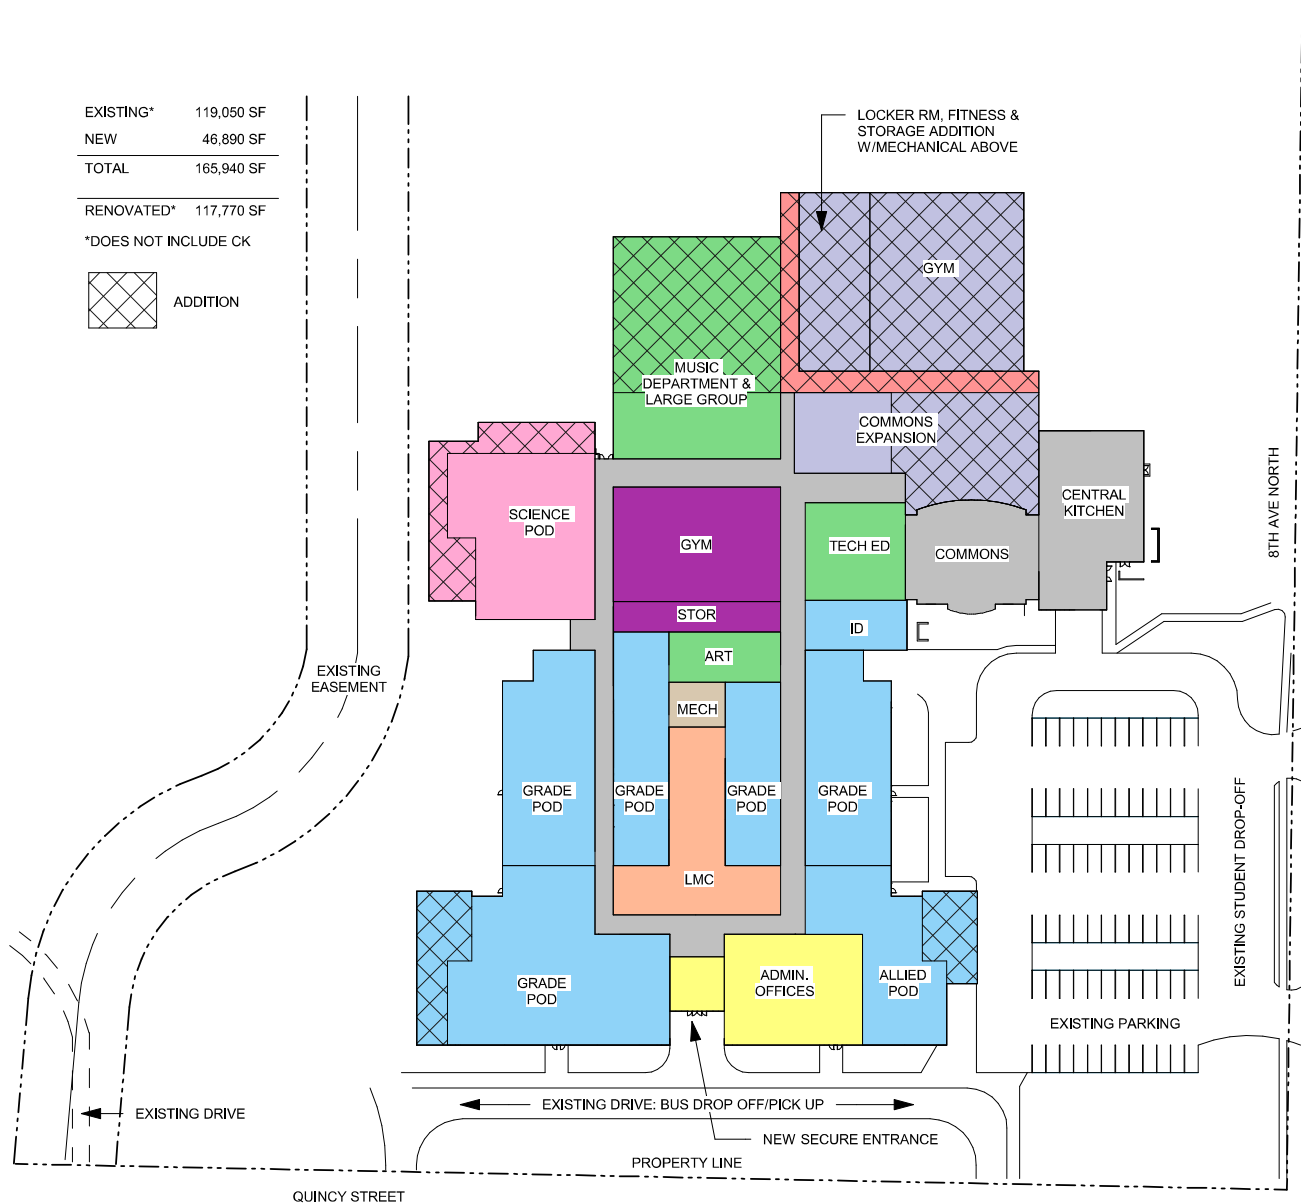 EXISTING* 119,050 SF
NEW 46,890 SF
TOTAL 165,940 SF
RENOVATED* 117,770 SF
*DOES NOT INCLUDE CK
ADDITION
LOCKER RM, FITNESS &
STORAGE ADDITION
W/MECHANICAL ABOVE
GYM
MUSIC
DEPARTMENT &
LARGE GROUP
COMMONS
EXPANSION
CENTRAL
KITCHEN
SCIENCE
POD
GYM
TECH ED
COMMONS
8TH AVE NORTH
STOR
ID
ART
EXISTING
EASEMENT
MECH
GRADE
POD
GRADE
POD
GRADE
POD
GRADE
POD
LMC
EXISTING STUDENT DROP-OFF
GRADE
POD
ADMIN.
OFFICES
ALLIED
POD
EXISTING PARKING
EXISTING DRIVE
EXISTING DRIVE: BUS DROP OFF/PICK UP
NEW SECURE ENTRANCE
PROPERTY LINE
QUINCY STREET